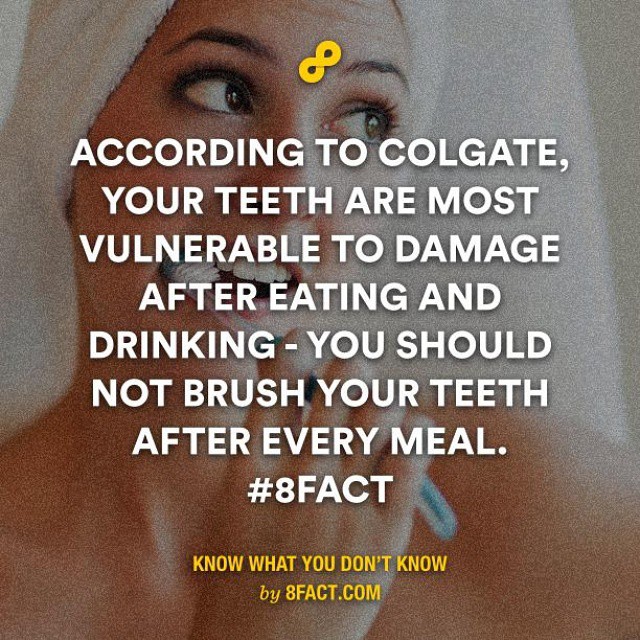 ACCORDING TO COLGATE,
YOUR TEETH ARE MOST
VULNERABLE TO DAMAGE
AFTER EATING AND
DRINKING - YOU SHOULD
NOT BRUSH YOUR TEETH
AFTER EVERY MEAL.
#8FACT
KNOW WHAT YOU DON'T KNOW
by 8FACT.COM